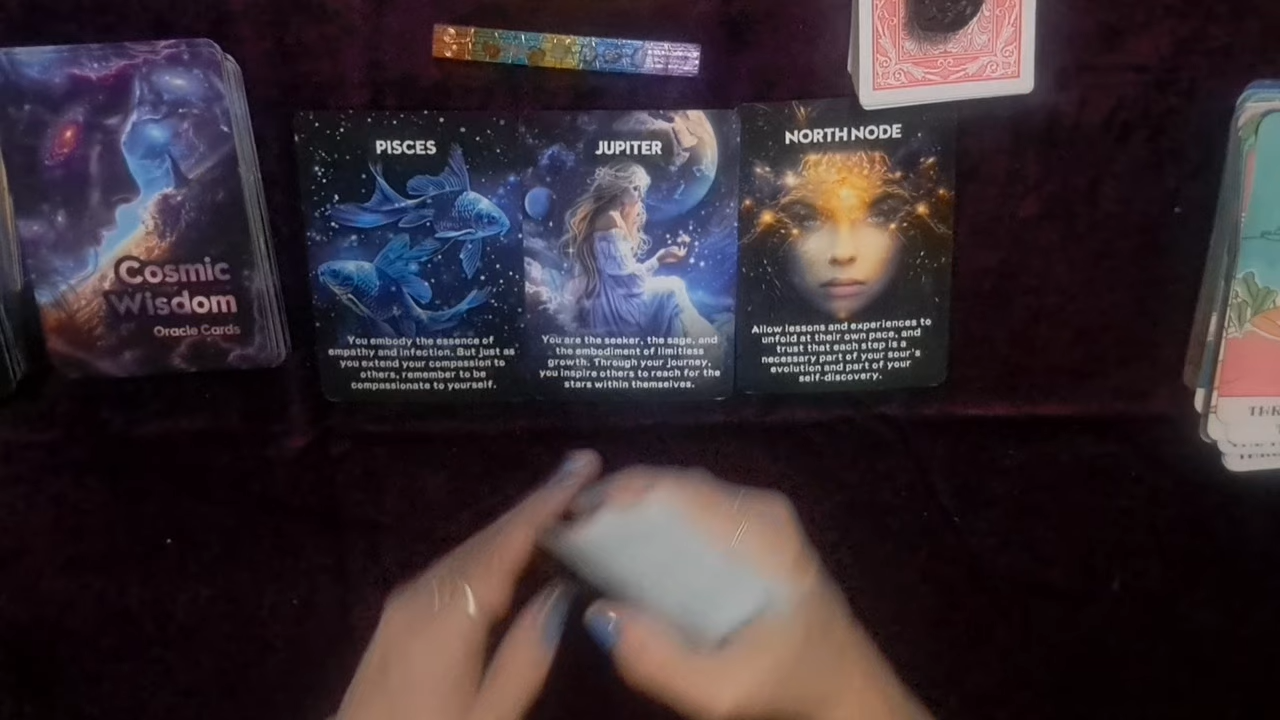 PISCES
You embody the essence of
empathy and infection. But just as
you extend your compassion to
others, remember to be
compassionate to yourself.
JUPITER
You are the seeker, the sage, and
the embodiment of limitless
growth. Through your journey,
you inspire others to reach for the
stars within themselves.
NORTH NODE
Allow lessons and experiences to
unfold at their own pace, and
trust that each step is a
necessary part of your sour's
evolution and part of your
self-discovery.
Cosmic
Wisdom
Oracle Cards